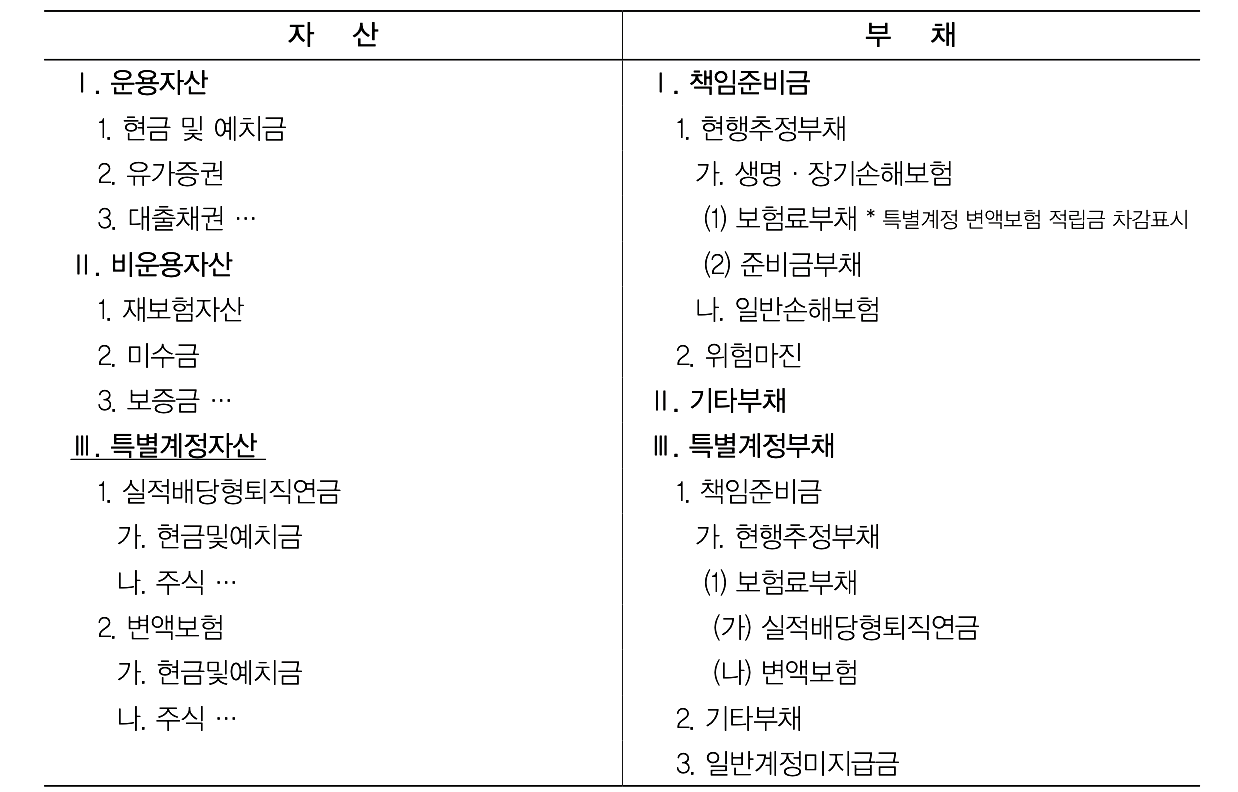 자 산
Ⅰ. 운용자산
1. 현금 및 예치금
2. 유가증권
3. 대출채권 …
Ⅱ. 비운용자산
1. 재보험자산
2. 미수금
3. 보증금 …
Ⅲ. 특별계정자산
1. 실적배당형퇴직연금
가. 현금및예치금
나. 주식 …
2. 변액보험
가. 현금및예치금
나. 주식 …
부 채
Ⅰ. 책임준비금
1. 현행추정부채
가. 생명 · 장기손해보험
(1) 보험료부채 * 특별계정 변액보험 적립금 차감표시
(2) 준비금부채
나. 일반손해보험
2. 위험마진
Ⅱ. 기타부채
Ⅲ. 특별계정부채
1. 책임준비금
가. 현행추정부채
(1) 보험료부채
(가) 실적배당형퇴직연금
(나) 변액보험
2. 기타부채
3. 일반계정미지급금